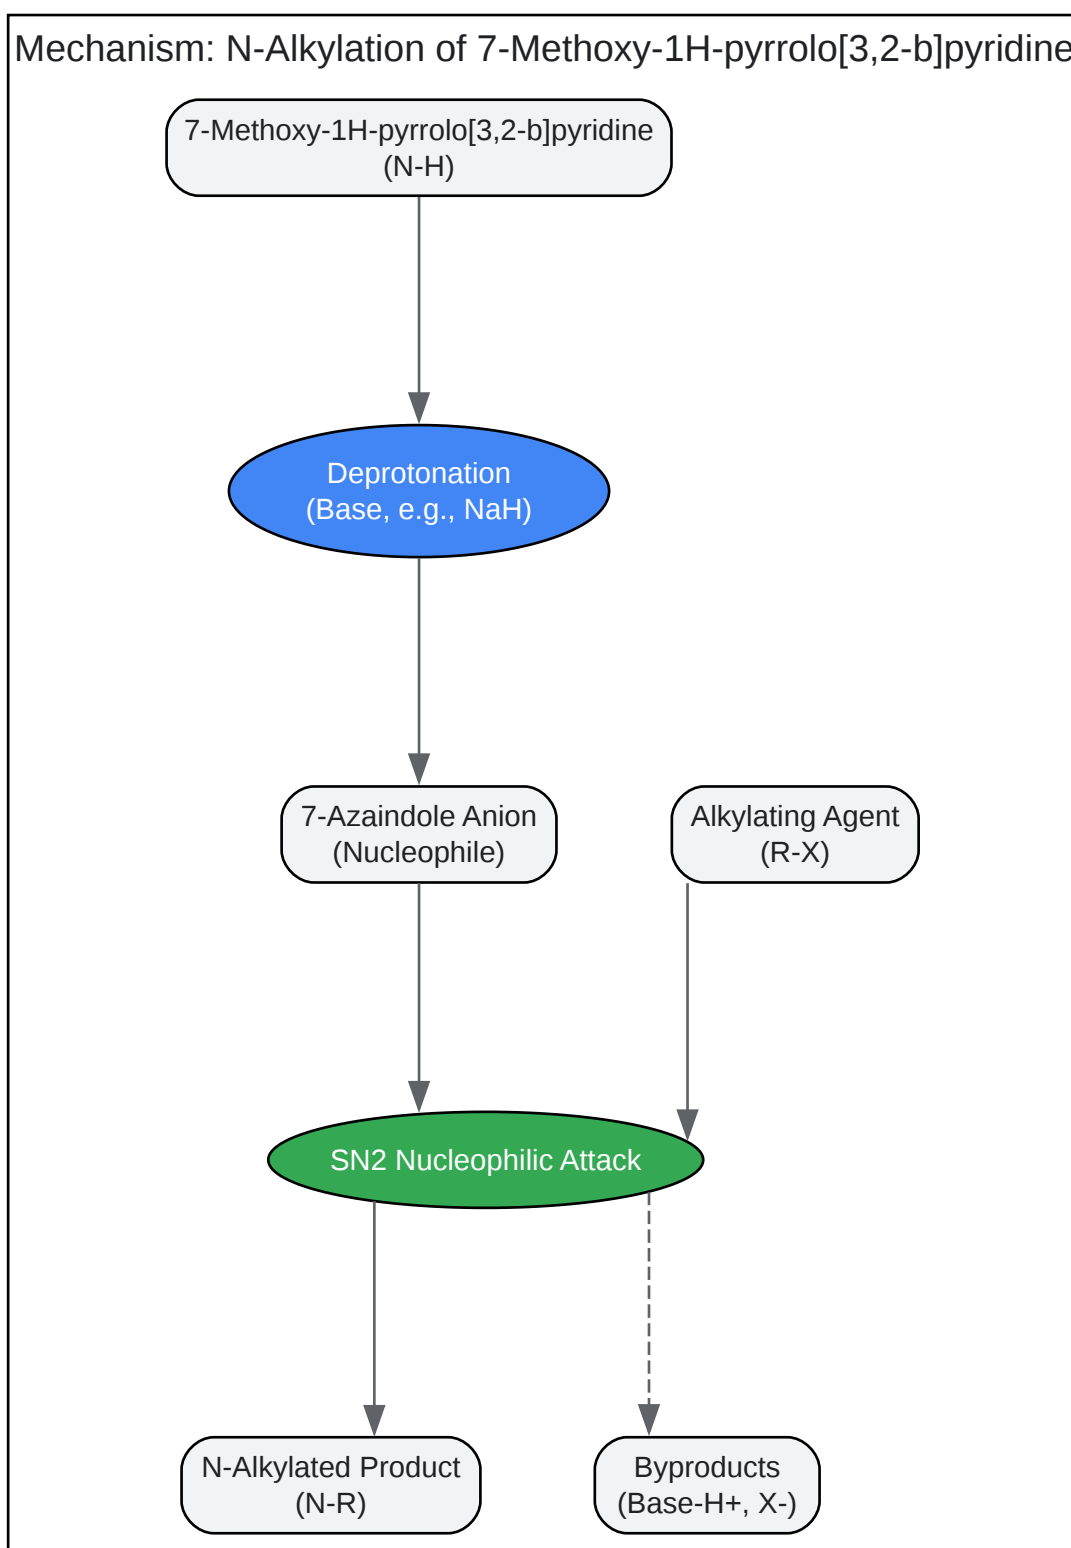 Mechanism: N-Alkylation of 7-Methoxy-1H-pyrrolo[3,2-b]pyridine
7-Methoxy-1H-pyrrolo[3,2-b]pyridine
(N-H)
Deprotonation
(Base, e.g., NaH)
7-Azaindole Anion
(Nucleophile)
Alkylating Agent
(R-X)
SN2 Nucleophilic Attack
N-Alkylated Product
(N-R)
Byproducts
(Base-H+, X-)